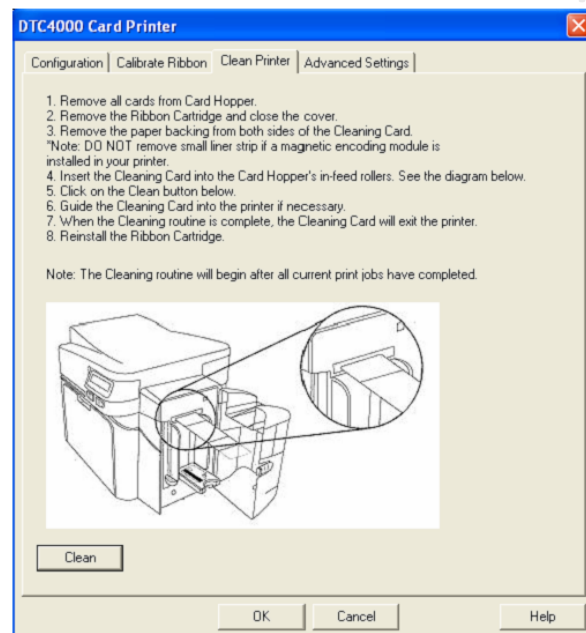 DTC4000 Card Printer
Configuration Calibrate Ribbon Clean Printer Advanced Settings
1. Remove all cards from Card Hopper.
2. Remove the Ribbon Cartridge and close the cover.
3. Remove the paper backing from both sides of the Cleaning Card.
"Note: DO NOT remove small liner strip if a magnetic encoding module is
installed in your printer.
4. Insert the Cleaning Card into the Card Hopper's in-feed rollers. See the diagram below.
5. Click on the Clean button below.
6. Guide the Cleaning Card into the printer if necessary.
7. When the Cleaning routine is complete, the Cleaning Card will exit the printer.
8. Reinstall the Ribbon Cartridge.
Note: The Cleaning routine will begin after all current print jobs have completed.
Clean
OK Cancel Help